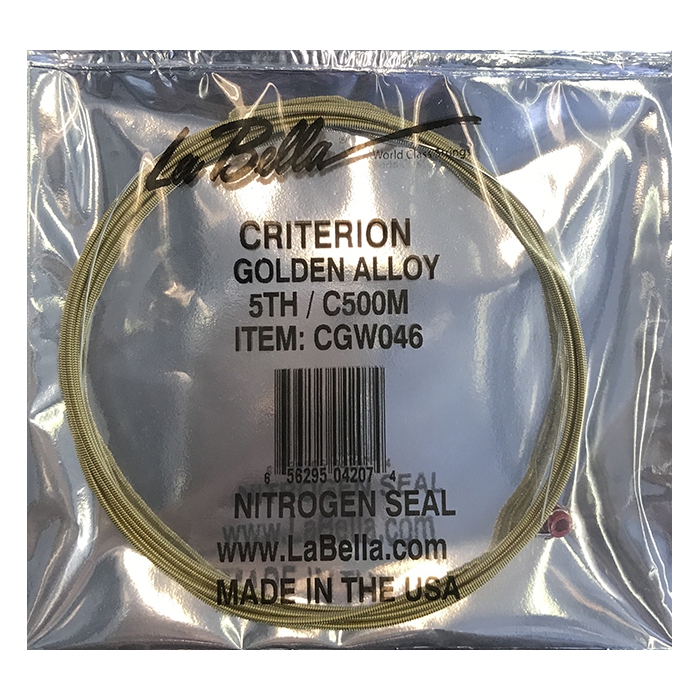 La Bella
World Class Strings
CRITERION
GOLDEN ALLOY
5TH / C500M
ITEM: CGW046
6 56295 04207 4
NITROGEN SEAL
www.LaBella.com
MADE IN THE USA